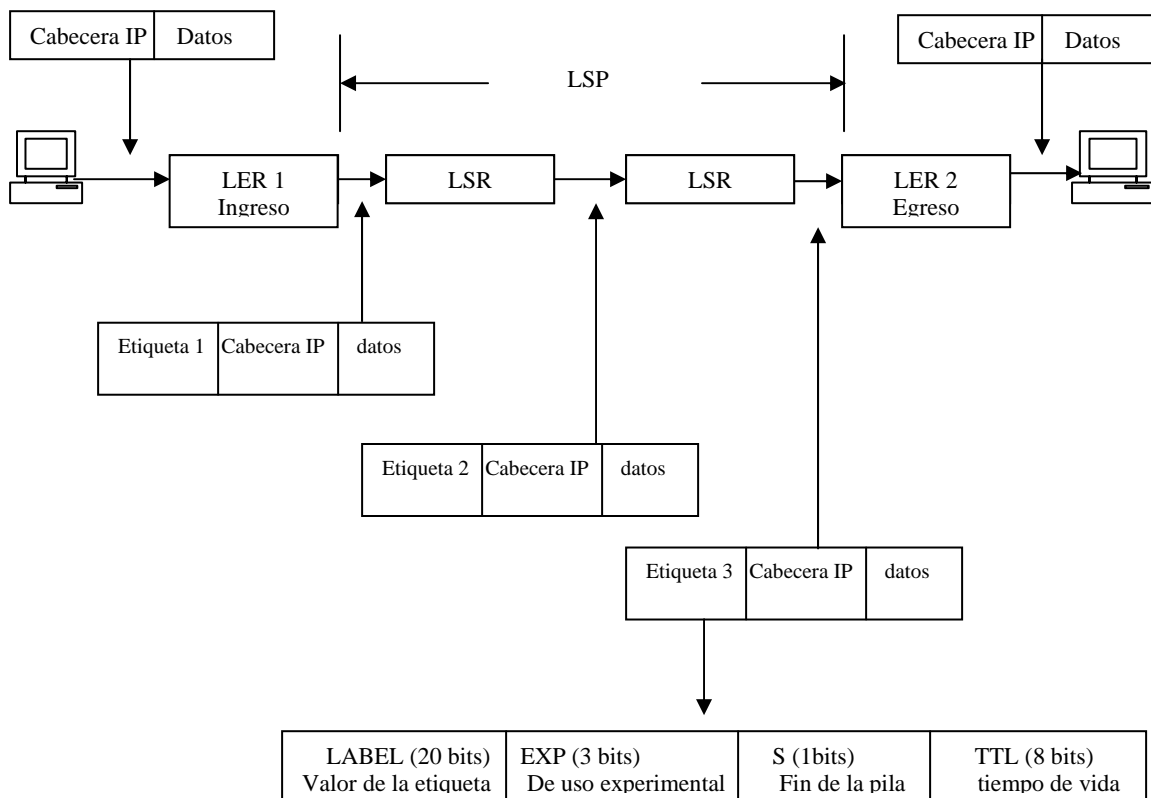 Cabecera IP Datos
Cabecera IP Datos
LSP
LER 1
Ingreso
LSR
LSR
LER 2
Egreso
Etiqueta 1 Cabecera IP datos
Etiqueta 2 Cabecera IP datos
Etiqueta 3 Cabecera IP datos
LABEL (20 bits)
Valor de la etiqueta
EXP (3 bits)
De uso experimental
S (1bits)
Fin de la pila
TTL (8 bits)
tiempo de vida